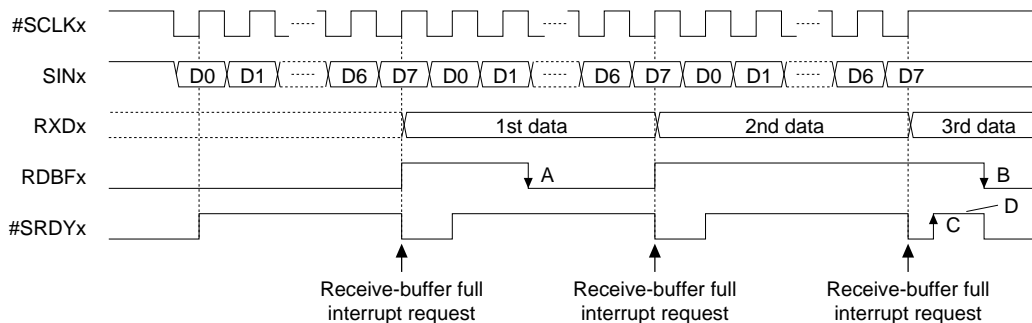 #SCLKx
SINx D0 D1 D6 D7 D0 D1 D6 D7 D0 D1 D6 D7
RXDx 1st data 2nd data 3rd data
RDBFx A B
D
#SRDYx C
Receive-buffer full Receive-buffer full Receive-buffer full
interrupt request interrupt request interrupt request